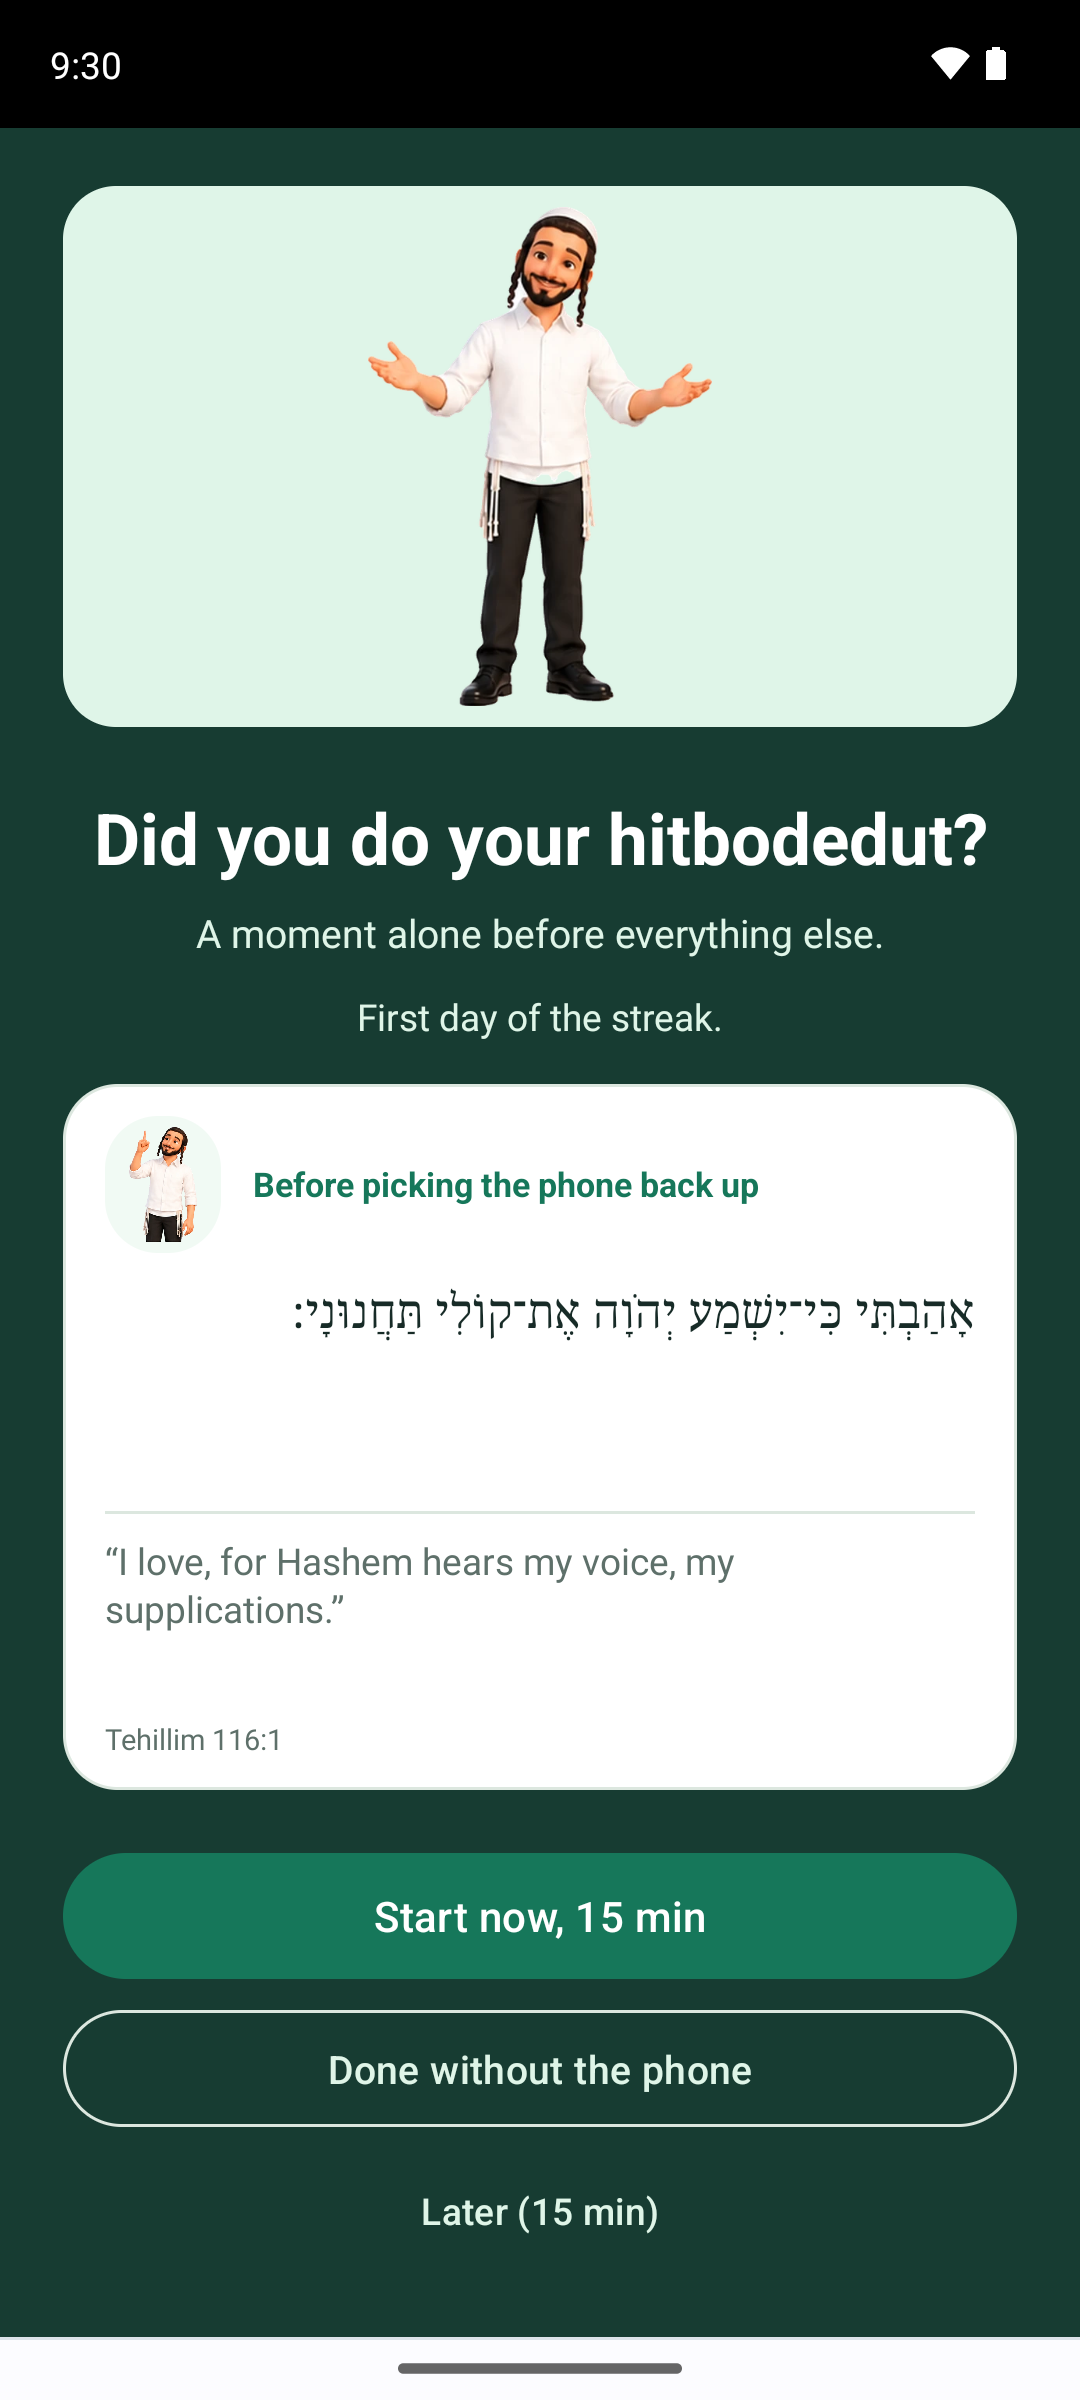 9:30
Did you do your hitbodedut?
A moment alone before everything else.
First day of the streak.
Before picking the phone back up
אָהַבְתִּי כִּי־יִשְׁמַע יְהֹוָה אֶת־קוֹלִי תַּחֲנוּנָי׃
“I love, for Hashem hears my voice, my
supplications.”
Tehillim 116:1
Start now, 15 min
Done without the phone
Later (15 min)